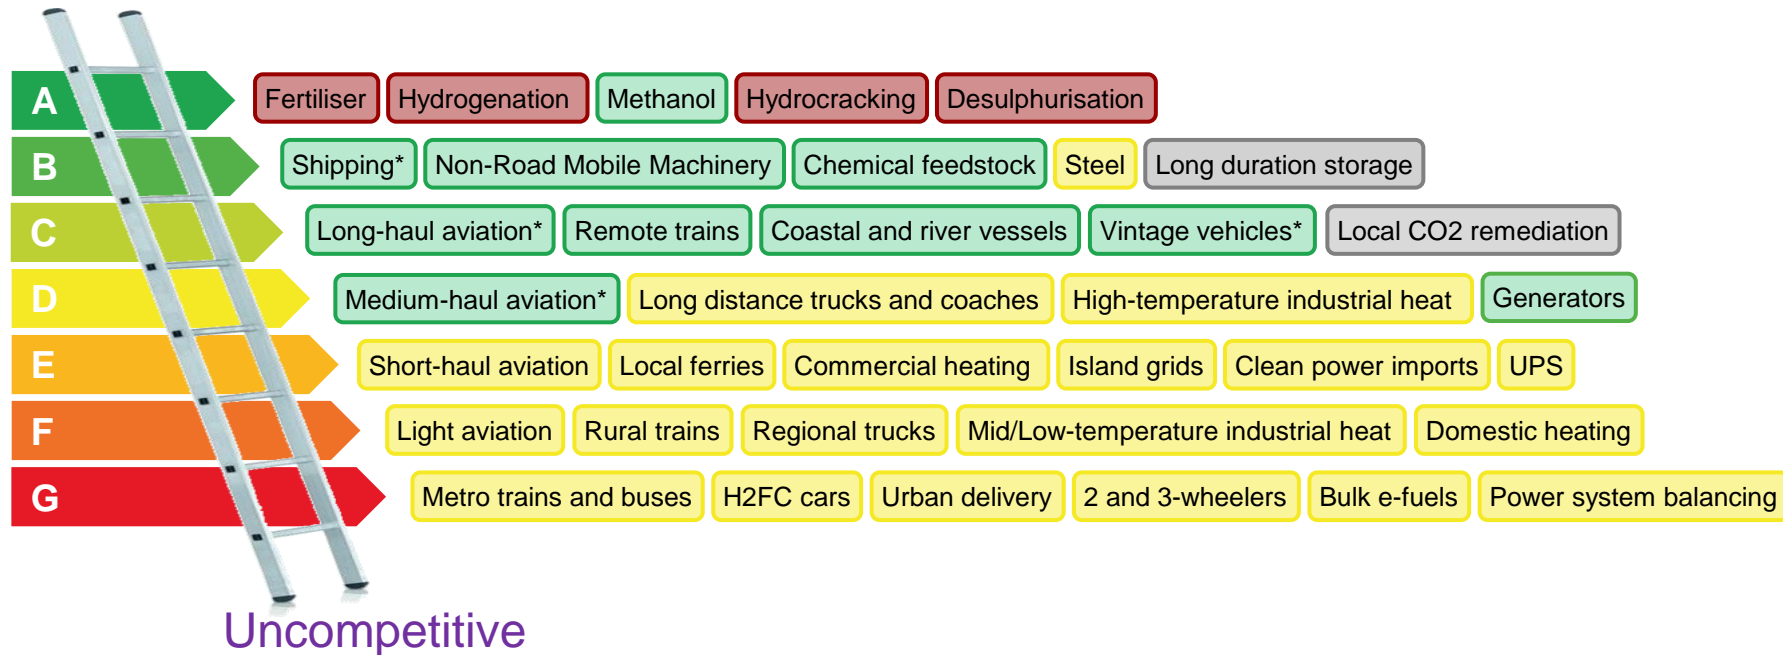 A Fertiliser Hydrogenation Methanol Hydrocracking Desulphurisation
B Shipping* Non-Road Mobile Machinery Chemical feedstock Steel Long duration storage
C Long-haul aviation* Remote trains Coastal and river vessels Vintage vehicles* Local CO2 remediation
D Medium-haul aviation* Long distance trucks and coaches High-temperature industrial heat Generators
E Short-haul aviation Local ferries Commercial heating Island grids Clean power imports UPS
F Light aviation Rural trains Regional trucks Mid/Low-temperature industrial heat Domestic heating
G Metro trains and buses H2FC cars Urban delivery 2 and 3-wheelers Bulk e-fuels Power system balancing
Uncompetitive